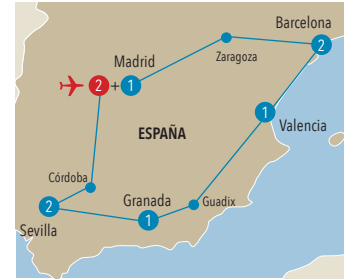 Barcelona
2
Madrid
Zaragoza
2 + 1
ESPAÑA
1
Valencia
Córdoba
Granada
Guadix
2
1
Sevilla